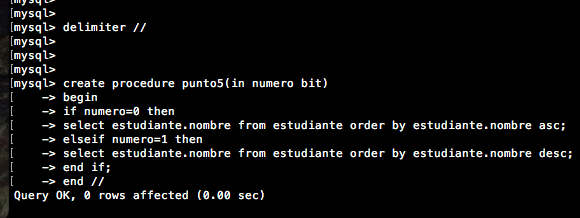 [mysql>
[mysql> delimiter //
[mysql>
[mysql>
[mysql>
[mysql> create procedure punto5(in numero bit)
[    -> begin
[    -> if numero=0 then
[    -> select estudiante.nombre from estudiante order by estudiante.nombre asc;
[    -> elseif numero=1 then
[    -> select estudiante.nombre from estudiante order by estudiante.nombre desc;
[    -> end if;
[    -> end //
Query OK, 0 rows affected (0.00 sec)